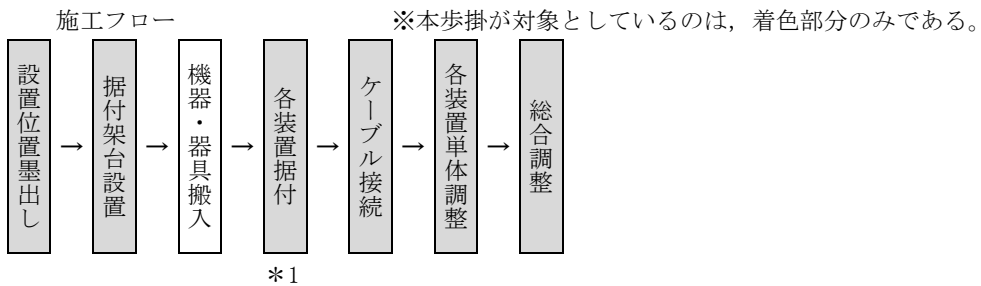 施工フロー
※本歩掛が対象としているのは，着色部分のみである。
設置位置墨出し
→
据付架台設置
→
機器・器具搬入
→
各装置据付
→
ケーブル接続
→
各装置単体調整
→
総合調整
＊1